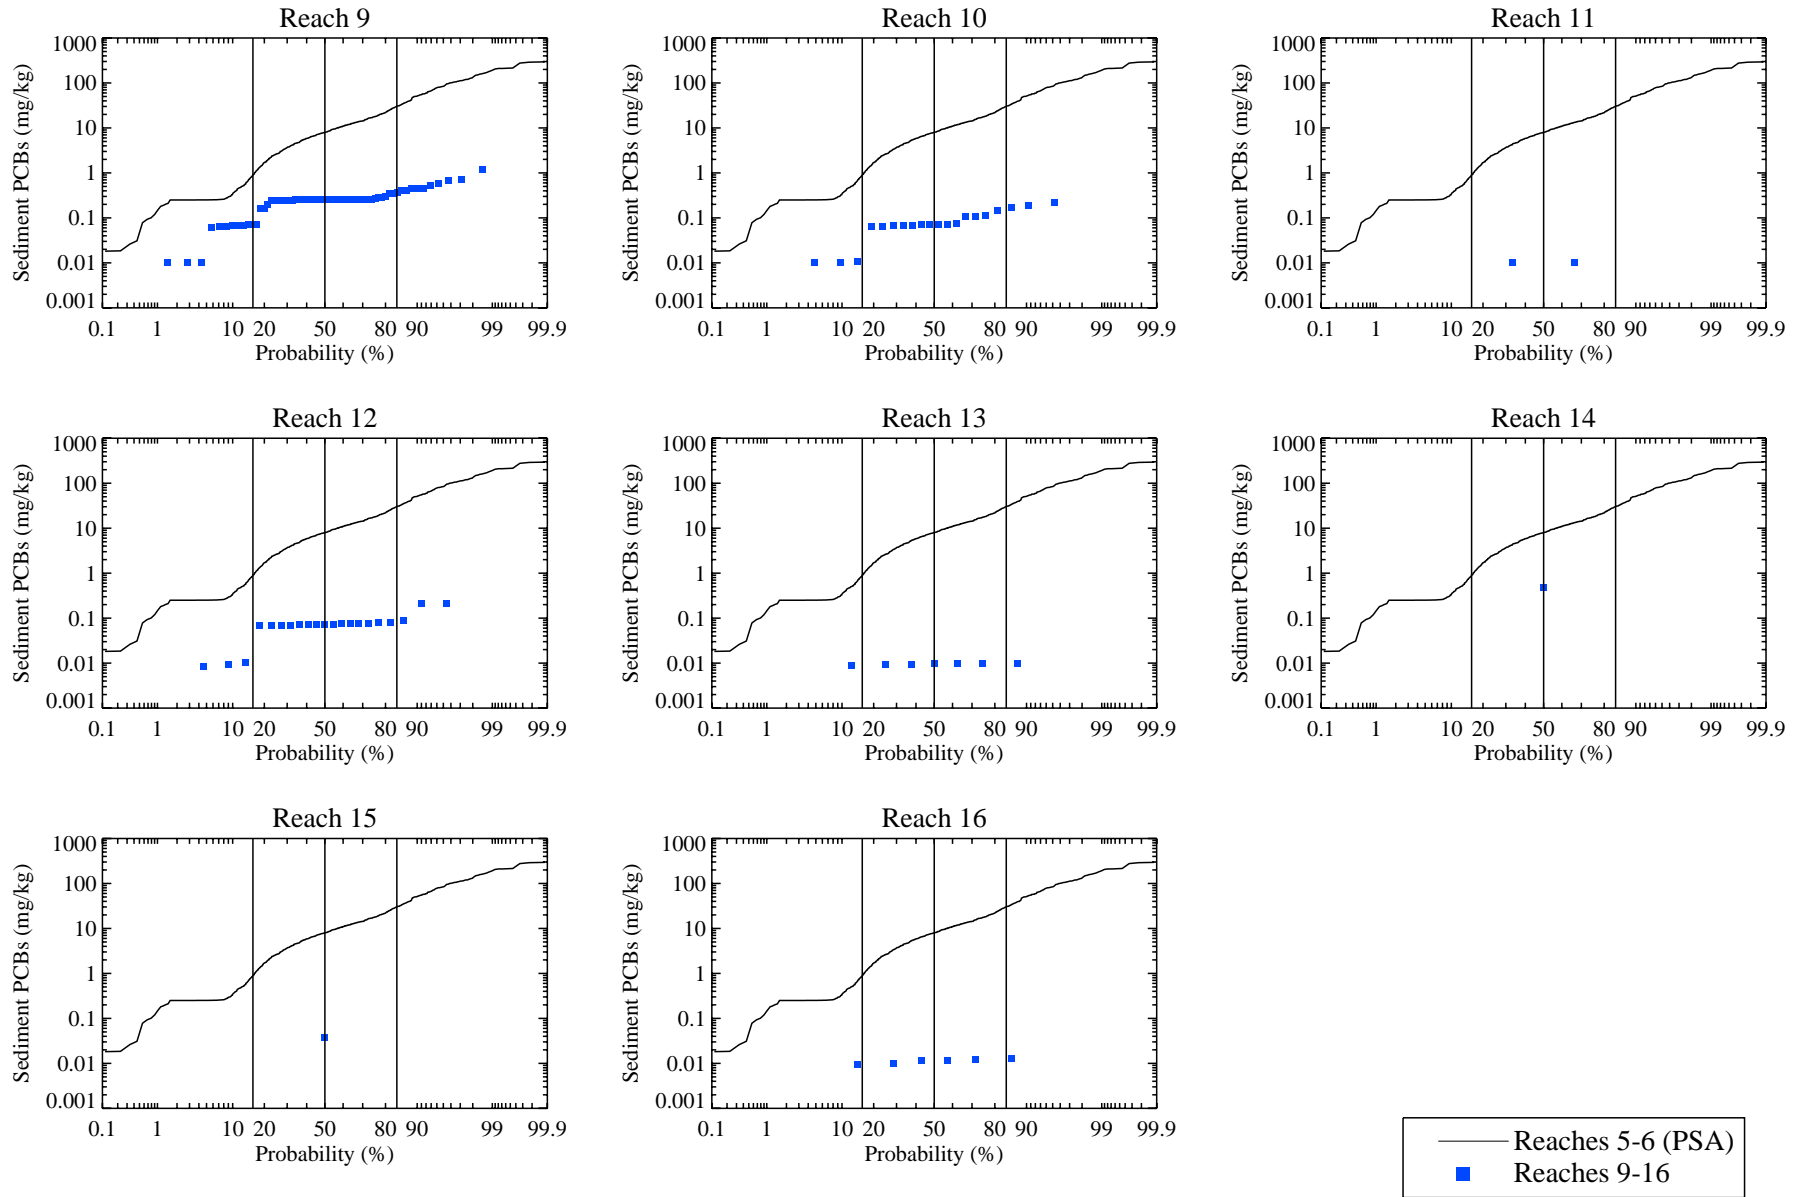 Reach 9
Sediment PCBs (mg/kg)
1000
100
10
1
0.1
0.01
0.001
0.1 1 10 20 50 80 90 99 99.9
Probability (%)
Reach 10
Sediment PCBs (mg/kg)
1000
100
10
1
0.1
0.01
0.001
0.1 1 10 20 50 80 90 99 99.9
Probability (%)
Reach 11
Sediment PCBs (mg/kg)
1000
100
10
1
0.1
0.01
0.001
0.1 1 10 20 50 80 90 99 99.9
Probability (%)
Reach 12
Sediment PCBs (mg/kg)
1000
100
10
1
0.1
0.01
0.001
0.1 1 10 20 50 80 90 99 99.9
Probability (%)
Reach 13
Sediment PCBs (mg/kg)
1000
100
10
1
0.1
0.01
0.001
0.1 1 10 20 50 80 90 99 99.9
Probability (%)
Reach 14
Sediment PCBs (mg/kg)
1000
100
10
1
0.1
0.01
0.001
0.1 1 10 20 50 80 90 99 99.9
Probability (%)
Reach 15
Sediment PCBs (mg/kg)
1000
100
10
1
0.1
0.01
0.001
0.1 1 10 20 50 80 90 99 99.9
Probability (%)
Reach 16
Sediment PCBs (mg/kg)
1000
100
10
1
0.1
0.01
0.001
0.1 1 10 20 50 80 90 99 99.9
Probability (%)
Reaches 5-6 (PSA)
Reaches 9-16